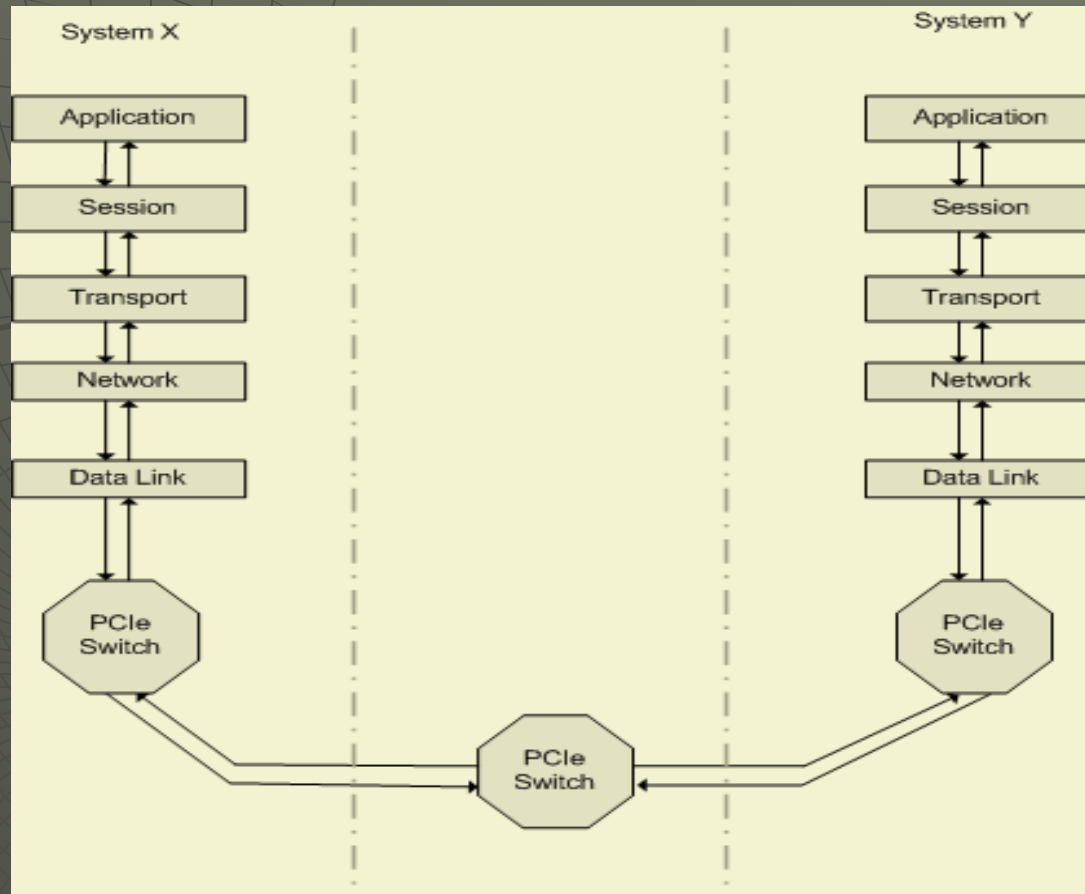 System X
System Y
Application
Application
Session
Session
Transport
Transport
Network
Network
Data Link
Data Link
PCIe
Switch
PCIe
Switch
PCIe
Switch